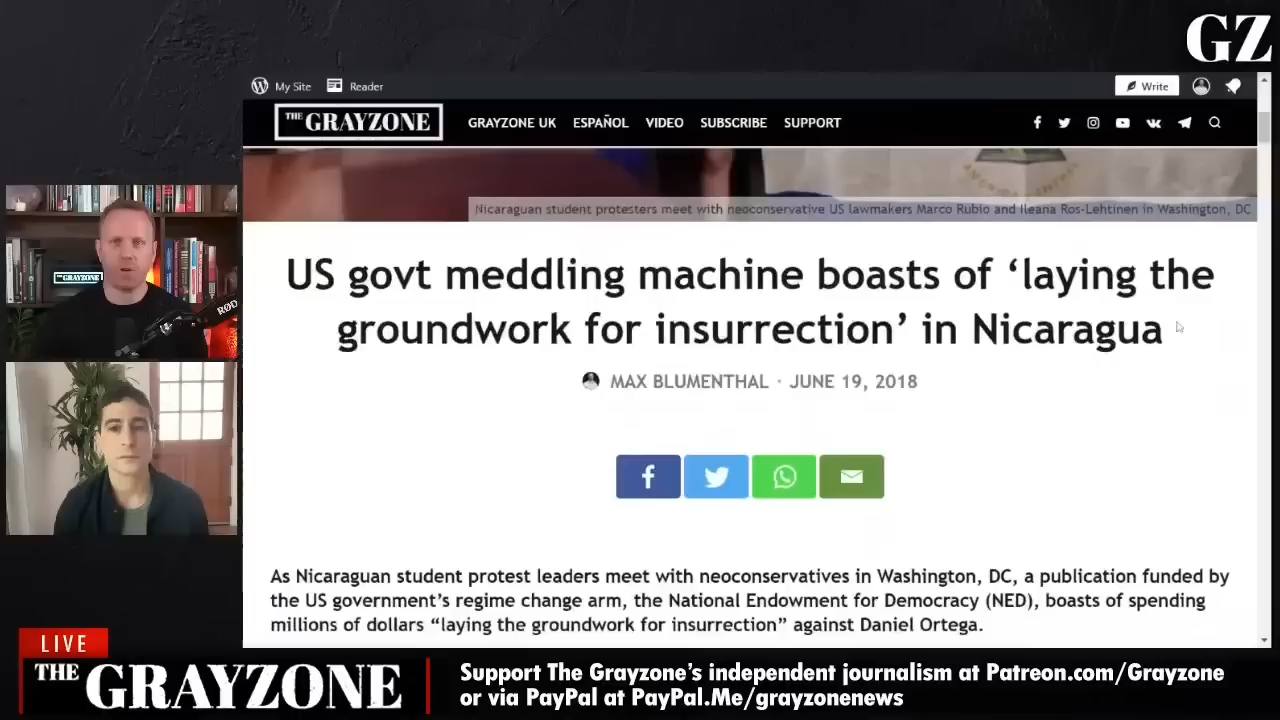 GZ
My Site
Reader
Write
THE GRAYZONE
GRAYZONE UK
ESPAÑOL
VIDEO
SUBSCRIBE
SUPPORT
Nicaraguan student protesters meet with neoconservative US lawmakers Marco Rubio and Ileana Ros-Lehtinen in Washington, DC
US govt meddling machine boasts of ‘laying the
groundwork for insurrection’ in Nicaragua
MAX BLUMENTHAL · JUNE 19, 2018
THE GRAYZONE
RØD
As Nicaraguan student protest leaders meet with neoconservatives in Washington, DC, a publication funded by
the US government’s regime change arm, the National Endowment for Democracy (NED), boasts of spending
millions of dollars “laying the groundwork for insurrection” against Daniel Ortega.
LIVE
THE GRAYZONE
Support The Grayzone’s independent journalism at Patreon.com/Grayzone
or via PayPal at PayPal.Me/grayzonenews